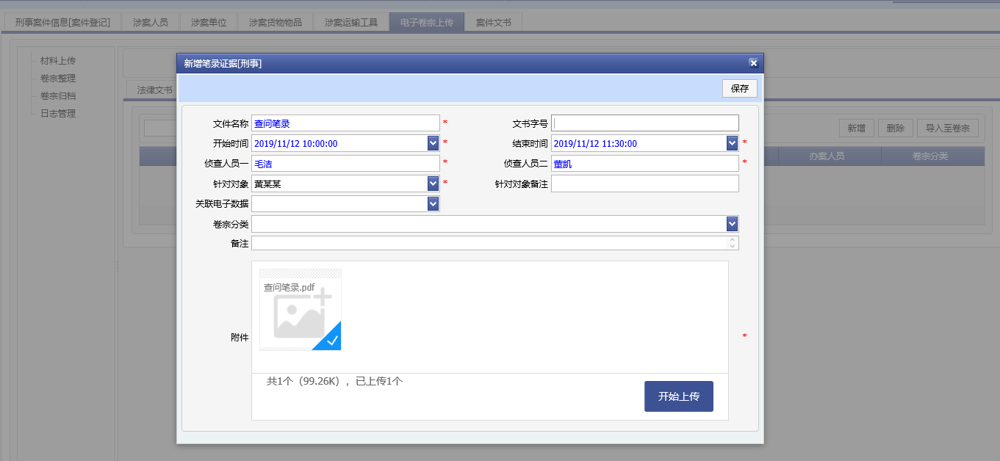 刑事案件信息[案件登记] 涉案人员 涉案单位 涉案货物物品 涉案运输工具 电子卷宗上传 案件文书
材料上传
卷宗整理
卷宗归档
日志管理
法律文书
新增 删除 导入至卷宗
办案人员 卷宗分类
新增笔录证据[刑事]
保存
文件名称 查问笔录 * 文书字号
开始时间 2019/11/12 10:00:00 * 结束时间 2019/11/12 11:30:00 *
侦查人员一 毛洁 * 侦查人员二 董凯 *
针对对象 黄某某 * 针对对象备注
关联电子数据
卷宗分类
备注
查问笔录.pdf
附件 *
共1个（99.26K），已上传1个
开始上传